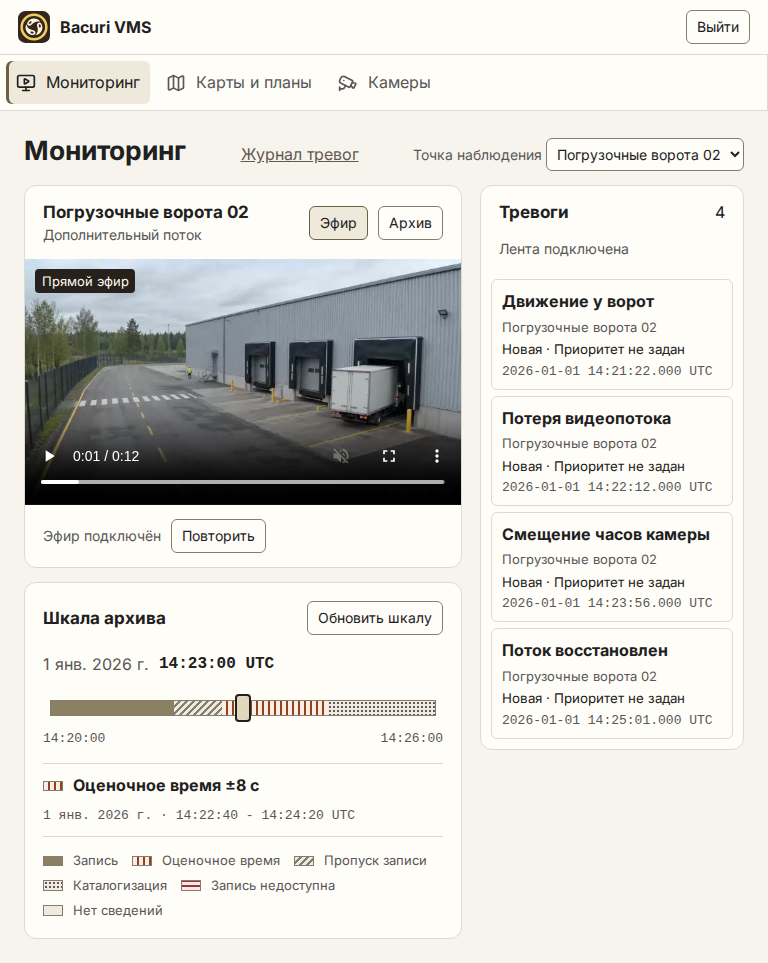 Bacuri VMS
Выйти
Мониторинг
Карты и планы
Камеры
Мониторинг
Журнал тревог
Точка наблюдения
Погрузочные ворота 02
Погрузочные ворота 02
Дополнительный поток
Эфир
Архив
Прямой эфир
0:01 / 0:12
Эфир подключён
Повторить
Шкала архива
Обновить шкалу
1 янв. 2026 г. 14:23:00 UTC
14:20:00
14:26:00
Оценочное время ±8 с
1 янв. 2026 г. · 14:22:40 - 14:24:20 UTC
Запись
Оценочное время
Пропуск записи
Каталогизация
Запись недоступна
Нет сведений
Тревоги
4
Лента подключена
Движение у ворот
Погрузочные ворота 02
Новая · Приоритет не задан
2026-01-01 14:21:22.000 UTC
Потеря видеопотока
Погрузочные ворота 02
Новая · Приоритет не задан
2026-01-01 14:22:12.000 UTC
Смещение часов камеры
Погрузочные ворота 02
Новая · Приоритет не задан
2026-01-01 14:23:56.000 UTC
Поток восстановлен
Погрузочные ворота 02
Новая · Приоритет не задан
2026-01-01 14:25:01.000 UTC